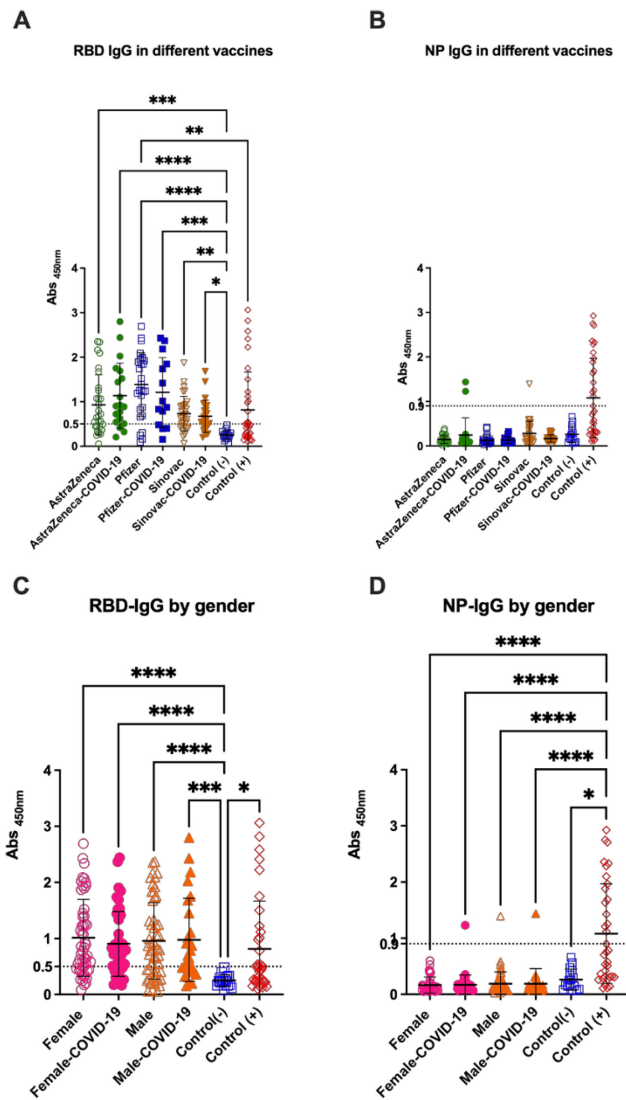 A
RBD IgG in different vaccines
***
**
****
****
***
**
*
Abs 450nm
4
3
2
1
0.5
0
AstraZeneca
AstraZeneca-COVID-19
Pfizer
Pfizer-COVID-19
Sinovac
Sinovac-COVID-19
Control (-)
Control (+)
B
NP IgG in different vaccines
Abs 450nm
4
3
2
1
0.9
0
AstraZeneca
AstraZeneca-COVID-19
Pfizer
Pfizer-COVID-19
Sinovac
Sinovac-COVID-19
Control (-)
Control (+)
C
RBD-IgG by gender
****
****
****
***
*
Abs 450nm
4
3
2
1
0.5
0
Female
Female-COVID-19
Male
Male-COVID-19
Control(-)
Control (+)
D
NP-IgG by gender
****
****
****
****
*
Abs 450nm
4
3
2
1
0.9
0
Female
Female-COVID-19
Male
Male-COVID-19
Control(-)
Control (+)